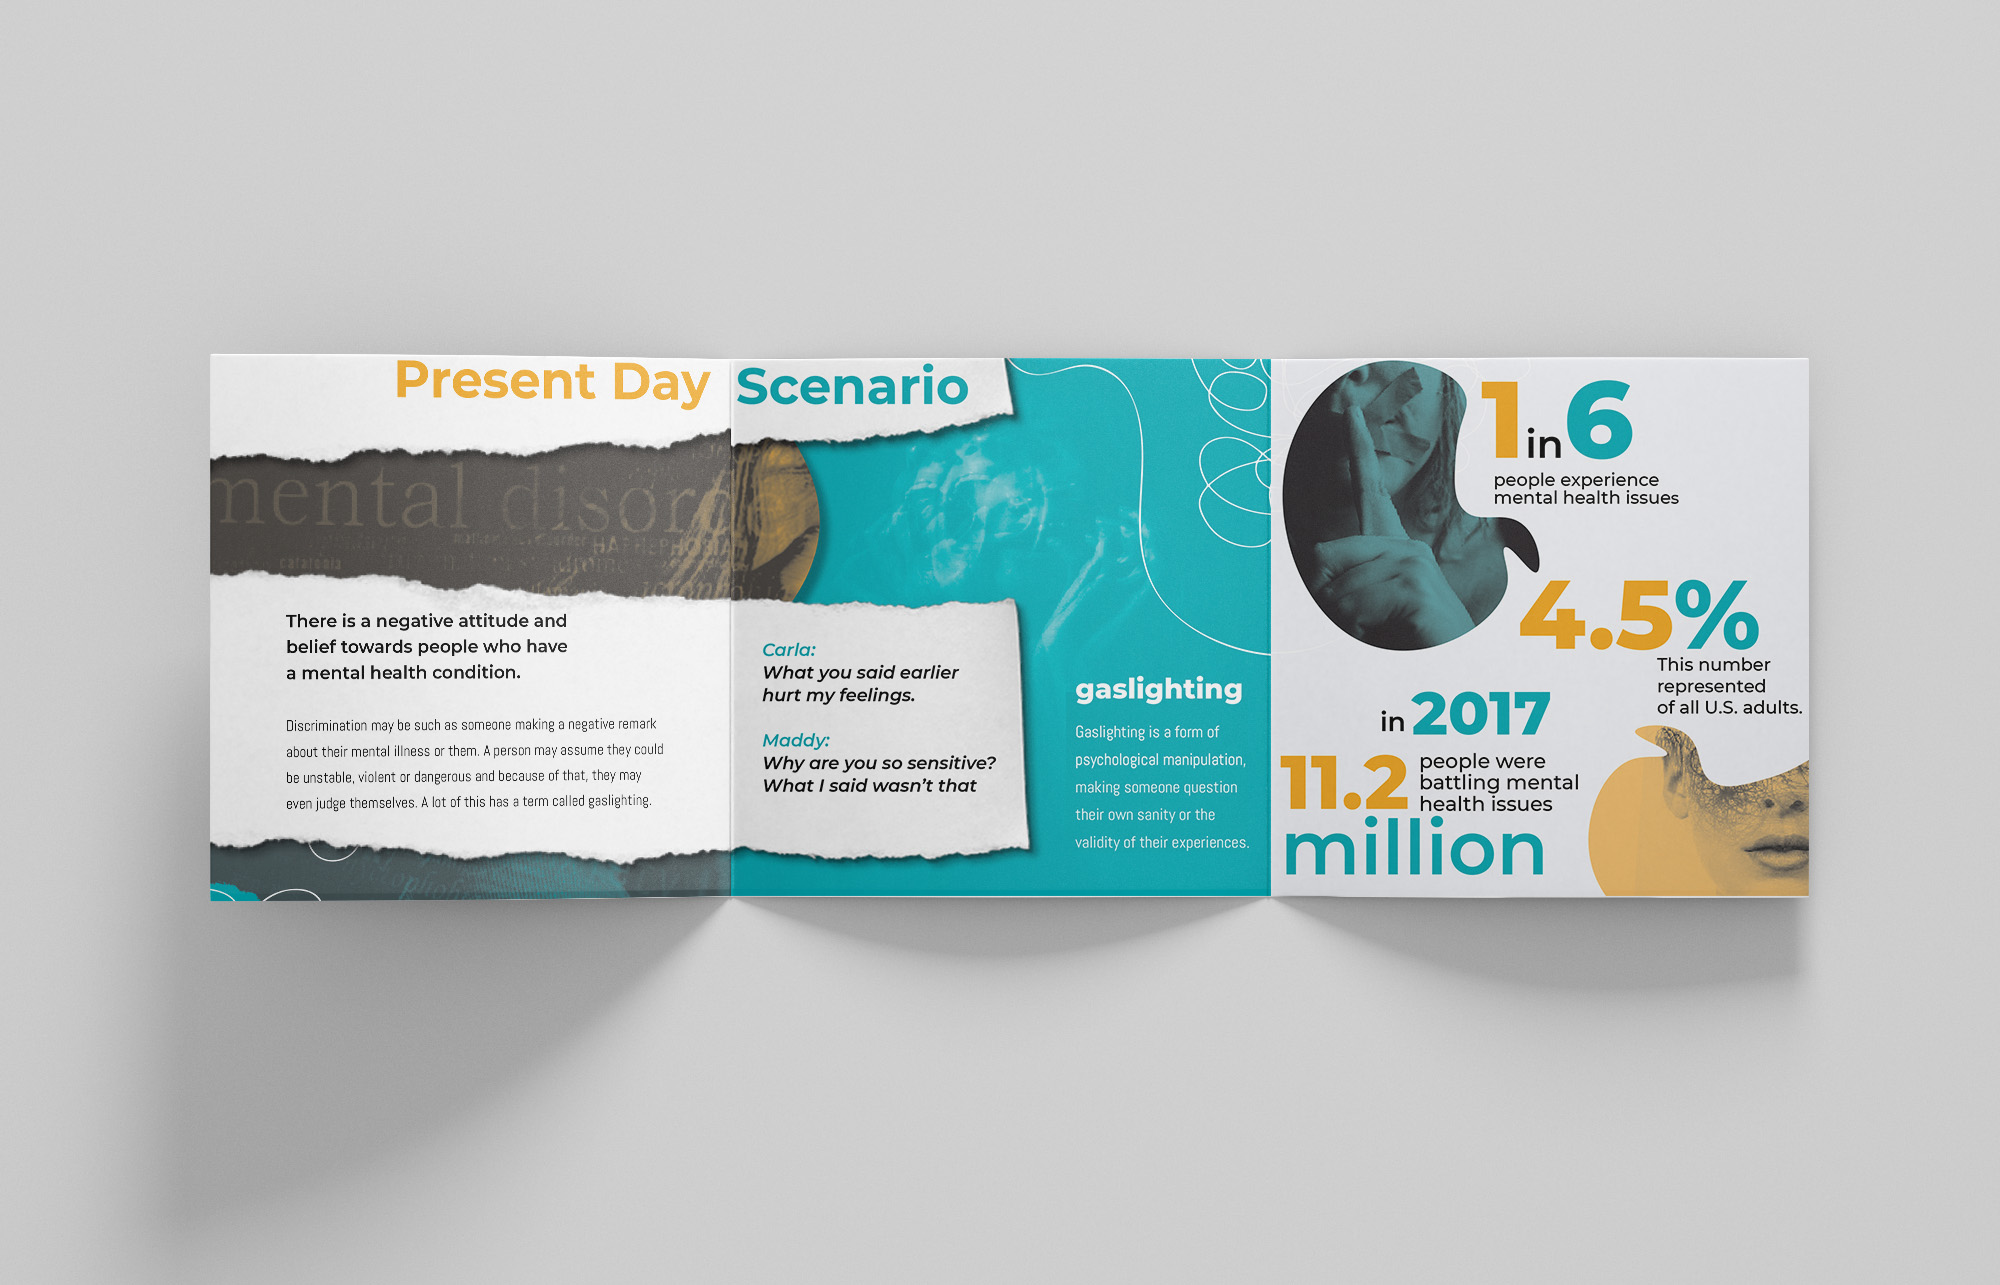 Present Day Scenario
mental disord
catatonia
There is a negative attitude and
belief towards people who have
a mental health condition.
Discrimination may be such as someone making a negative remark
about their mental illness or them. A person may assume they could
be unstable, violent or dangerous and because of that, they may
even judge themselves. A lot of this has a term called gaslighting.
Carla:
What you said earlier
hurt my feelings.
Maddy:
Why are you so sensitive?
What I said wasn't that
gaslighting
Gaslighting is a form of
psychological manipulation,
making someone question
their own sanity or the
validity of their experiences.
1 in 6
people experience
mental health issues
4.5%
This number
represented
of all U.S. adults.
in 2017
11.2
people were
battling mental
health issues
million